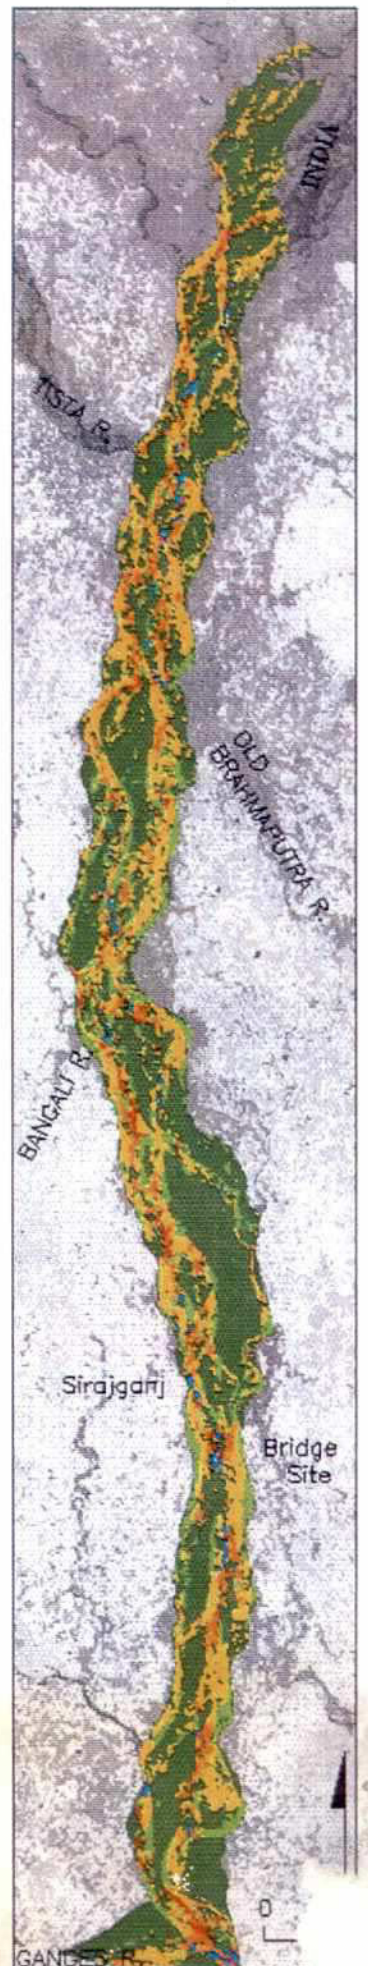 INDIA
TISTA R.
OLD
BRAHMAPUTRA R.
BANGALI R.
Sirajganj
Bridge
Site
0
GANGES R.